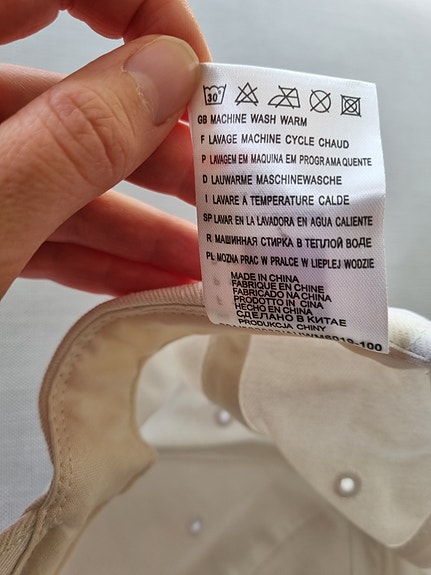 30°
GB MACHINE WASH WARM
F LAVAGE MACHINE CYCLE CHAUD
P LAVAGEM EM MAQUINA EM PROGRAMA QUENTE
D LAUWARME MASCHINEWASCHE
I LAVARE A TEMPERATURE CALDE
SP LAVAR EN LA LAVADORA EN AGUA CALIENTE
R МАШИННАЯ СТИРКА В ТЕПЛОЙ ВОДЕ
PL MOZNA PRAC W PRALCE W LIEPLEJ WODZIE
MADE IN CHINA
FABRIQUE EN CHINE
FABRICADO NA CHINA
PRODOTTO IN CINA
HECHO EN CHINA
СДЕЛАНО В КИТАЕ
PRODUKCJA CHINY